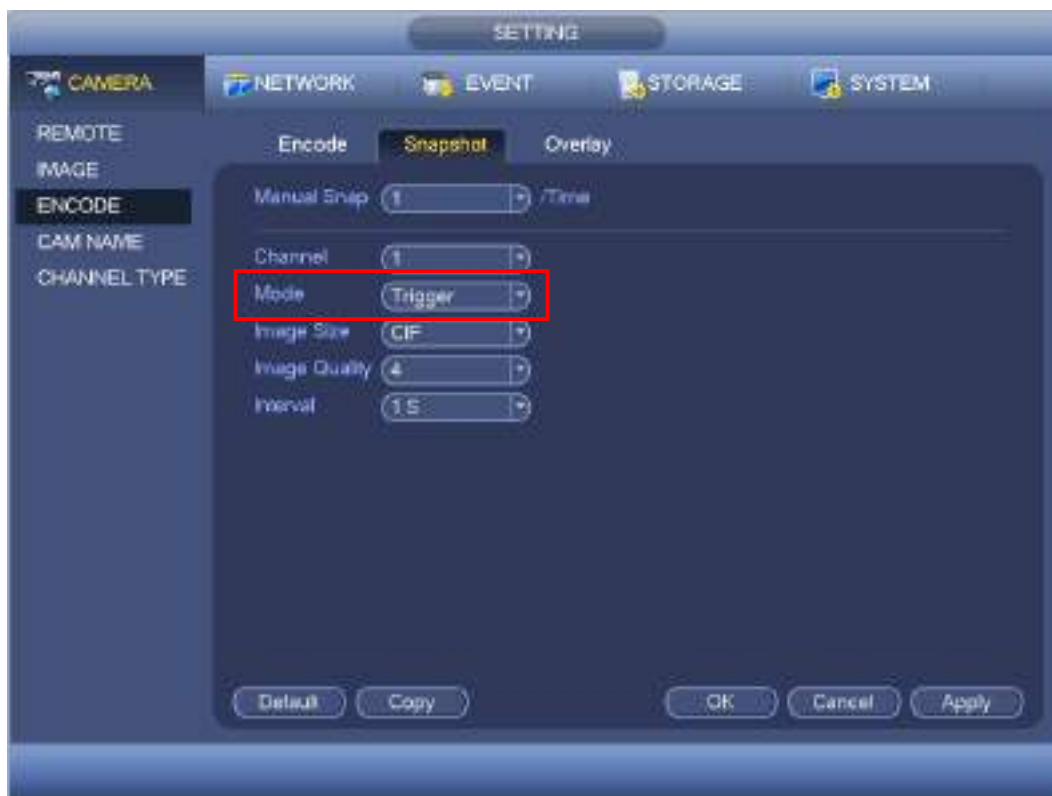 SETTING
CAMERA NETWORK EVENT STORAGE SYSTEM
REMOTE
IMAGE
ENCODE
CAM NAME
CHANNEL TYPE
Encode Snapshot Overlay
Manual Snap 1 /Time
Channel 1
Mode Trigger
Image Size CIF
Image Quality 4
Interval 1 S
Default Copy OK Cancel Apply